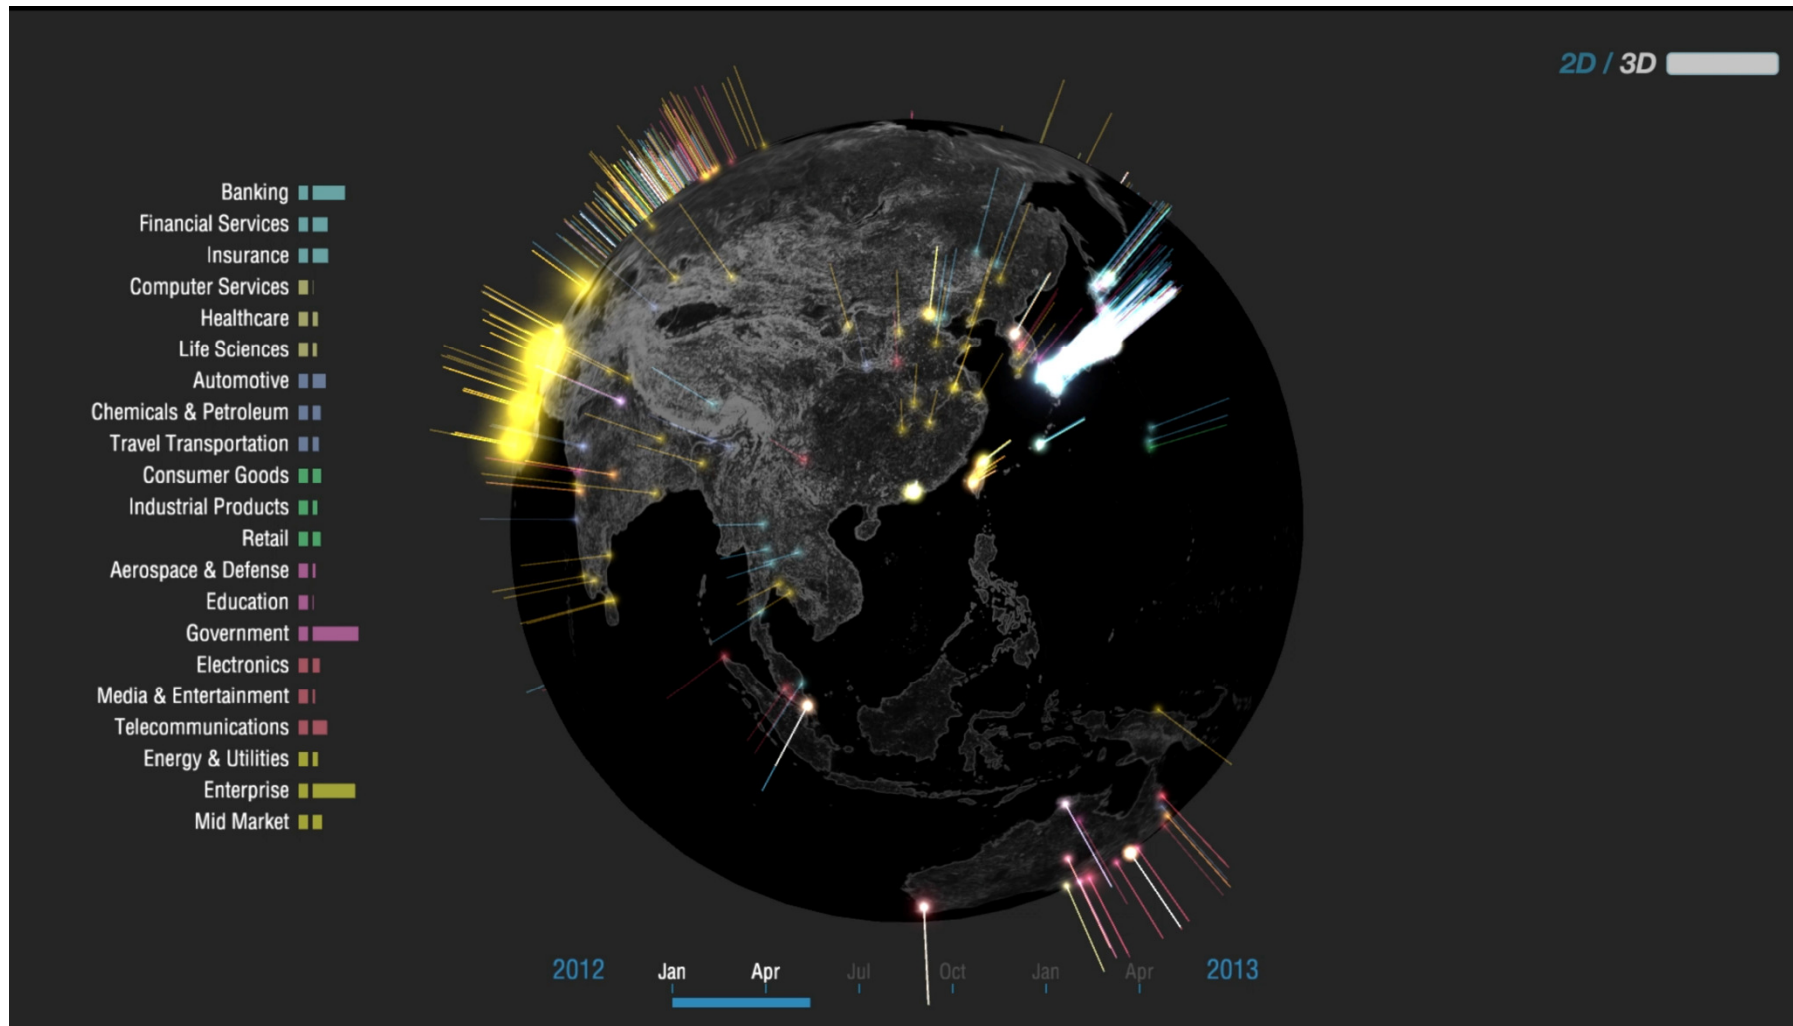 2D / 3D
Banking
Financial Services
Insurance
Computer Services
Healthcare
Life Sciences
Automotive
Chemicals & Petroleum
Travel Transportation
Consumer Goods
Industrial Products
Retail
Aerospace & Defense
Education
Government
Electronics
Media & Entertainment
Telecommunications
Energy & Utilities
Enterprise
Mid Market
2012 Jan Apr Jul Oct Jan Apr 2013